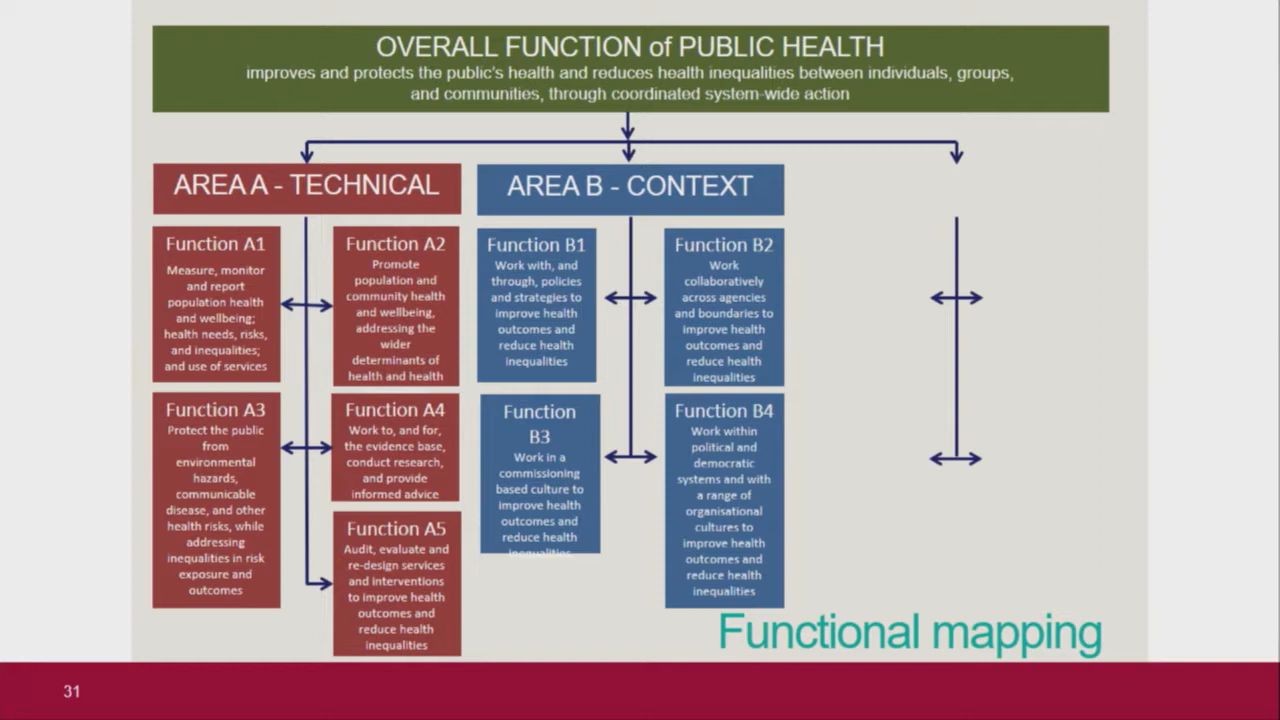 OVERALL FUNCTION of PUBLIC HEALTH
improves and protects the public's health and reduces health inequalities between individuals, groups,
and communities, through coordinated system-wide action
AREA A - TECHNICAL
Function A1
Measure, monitor
and report
population health
and wellbeing;
health needs, risks,
and inequalities;
and use of services
Function A2
Promote
population and
community health
and wellbeing,
addressing the
wider
determinants of
health and health
Function A3
Protect the public
from
environmental
hazards,
communicable
disease, and other
health risks, while
addressing
inequalities in risk
exposure and
outcomes
Function A4
Work to, and for,
the evidence base,
conduct research,
and provide
informed advice
Function A5
Audit, evaluate and
re-design services
and interventions
to improve health
outcomes and
reduce health
inequalities
AREA B - CONTEXT
Function B1
Work with, and
through, policies
and strategies to
improve health
outcomes and
reduce health
inequalities
Function B2
Work
collaboratively
across agencies
and boundaries to
improve health
outcomes and
reduce health
inequalities
Function
B3
Work in a
commissioning
based culture to
improve health
outcomes and
reduce health
inequalities
Function B4
Work within
political and
democratic
systems and with
a range of
organisational
cultures to
improve health
outcomes and
reduce health
inequalities
Functional mapping
31